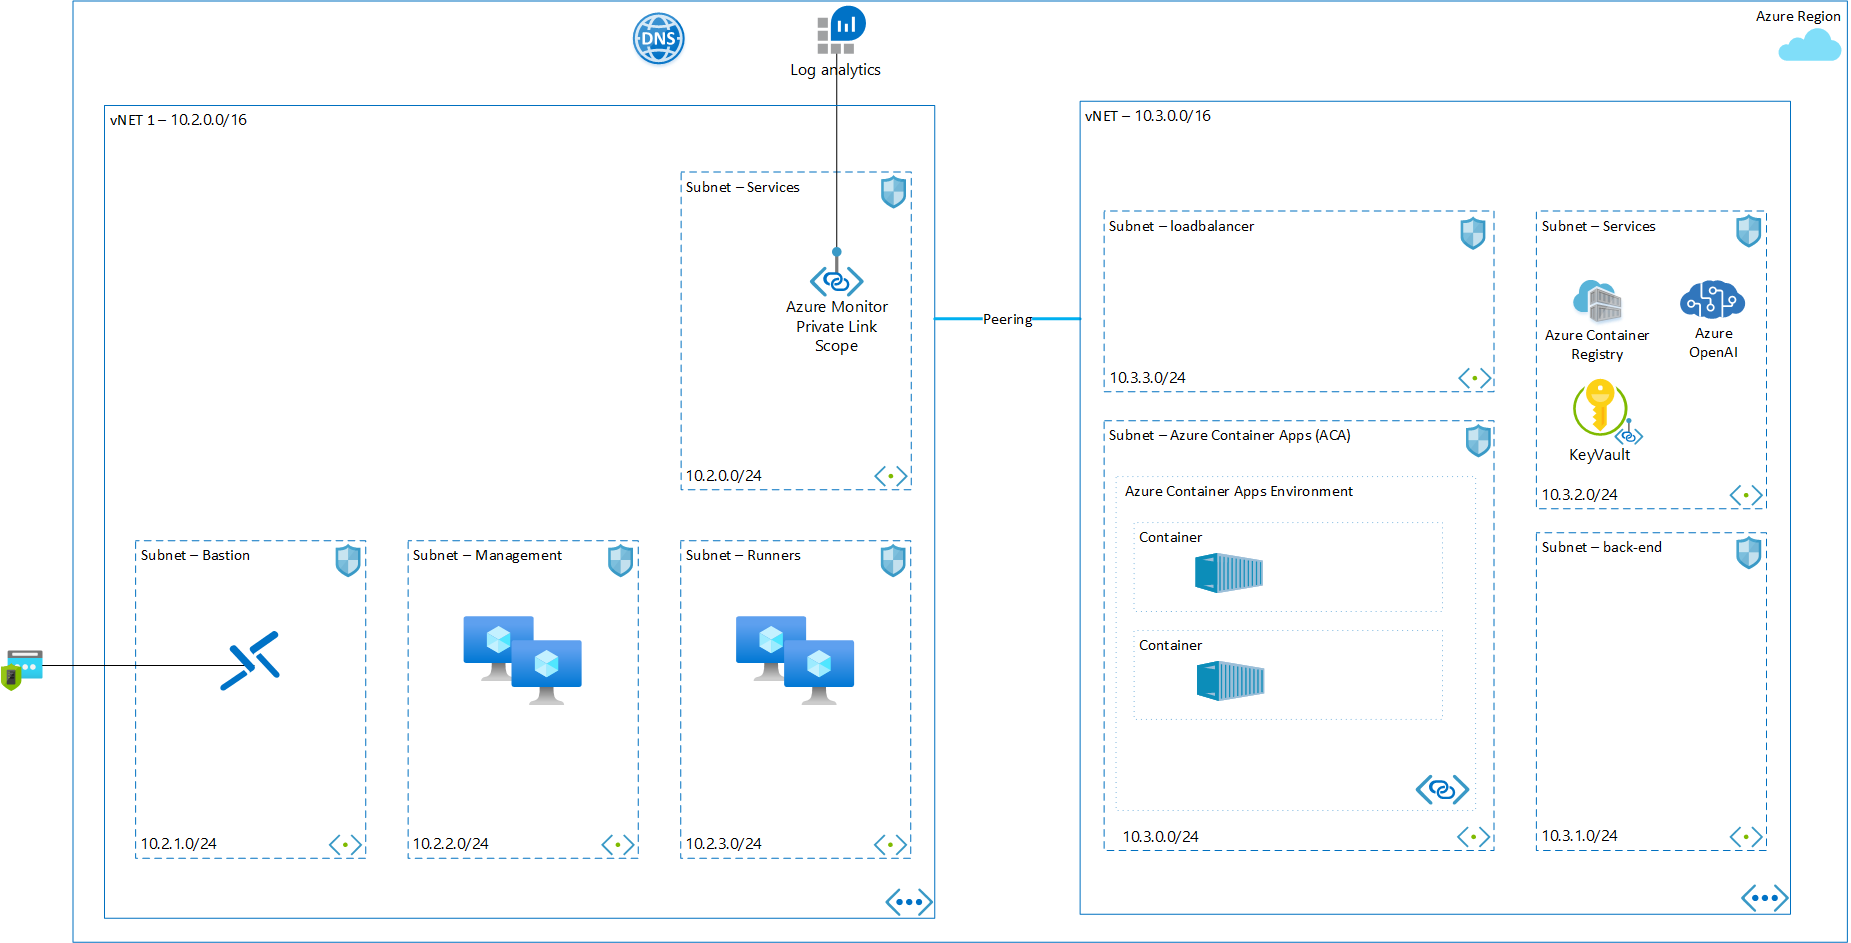 Azure Region
DNS
Log analytics
vNET 1 – 10.2.0.0/16
Subnet – Services
Azure Monitor
Private Link
Scope
10.2.0.0/24
Subnet – Bastion
10.2.1.0/24
Subnet – Management
10.2.2.0/24
Subnet – Runners
10.2.3.0/24
Peering
vNET – 10.3.0.0/16
Subnet – loadbalancer
10.3.3.0/24
Subnet – Services
Azure Container
Registry
Azure
OpenAI
KeyVault
10.3.2.0/24
Subnet – Azure Container Apps (ACA)
Azure Container Apps Environment
Container
Container
10.3.0.0/24
Subnet – back-end
10.3.1.0/24